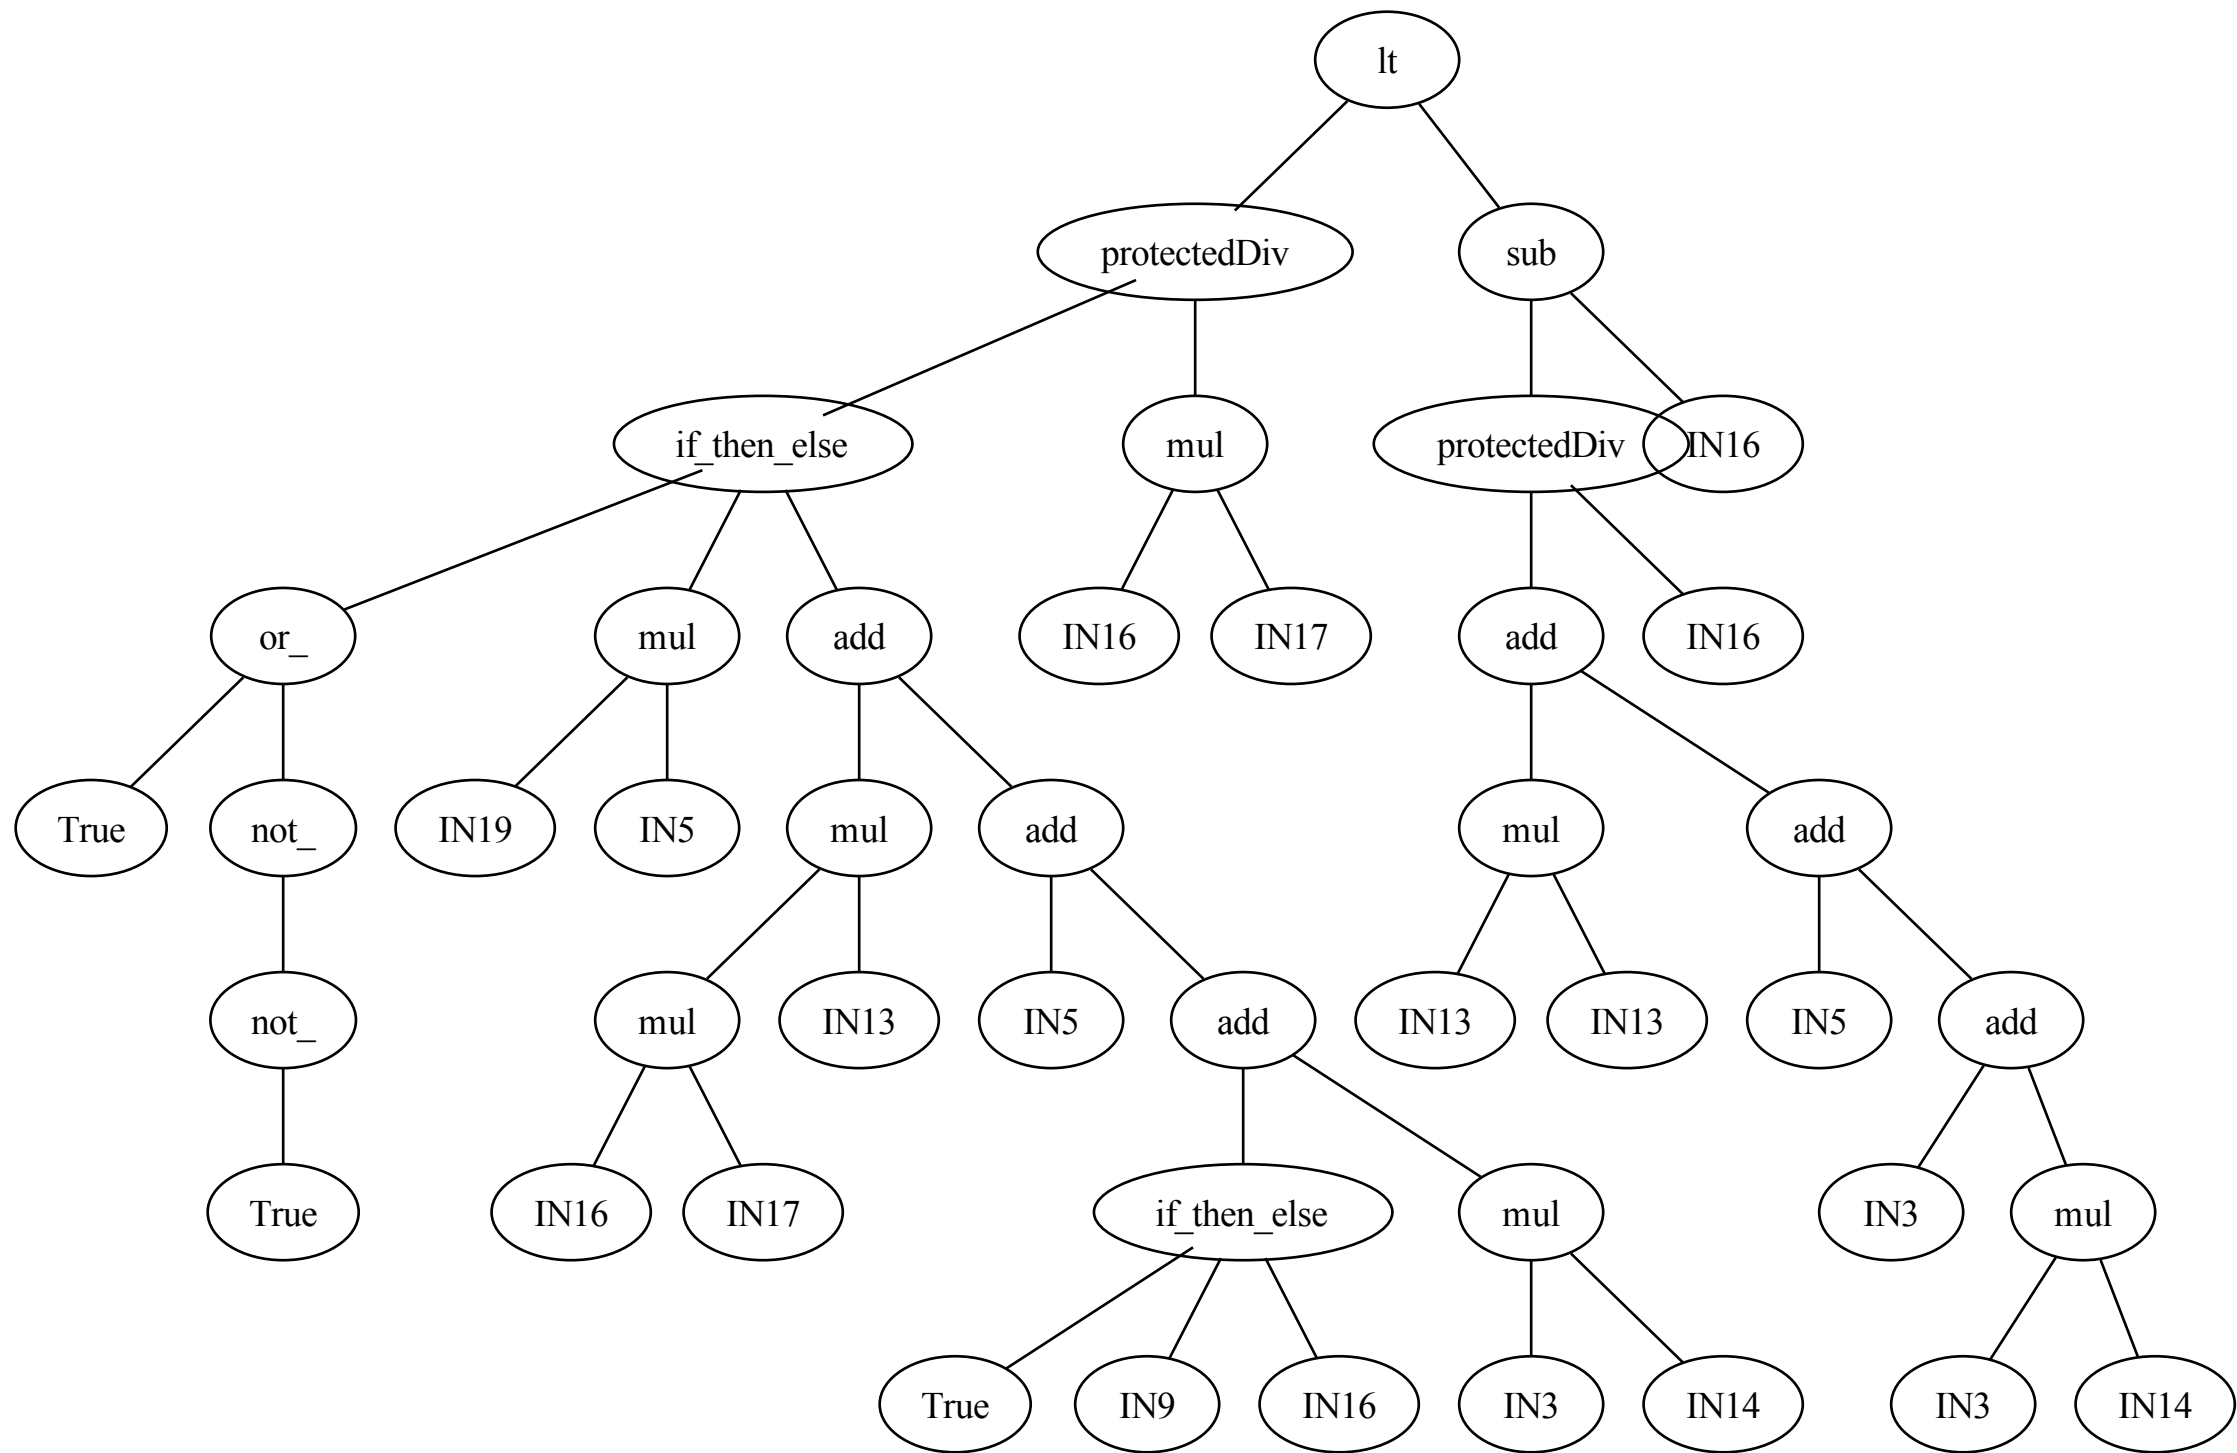 lt
protectedDiv sub
if_then_else mul protectedDiv IN16
or_ mul add IN16 IN17 add IN16
True not_ IN19 IN5 mul add mul add
not_ mul IN13 IN5 add IN13 IN13 IN5 add
True IN16 IN17 if_then_else mul IN3 mul
True IN9 IN16 IN3 IN14 IN3 IN14